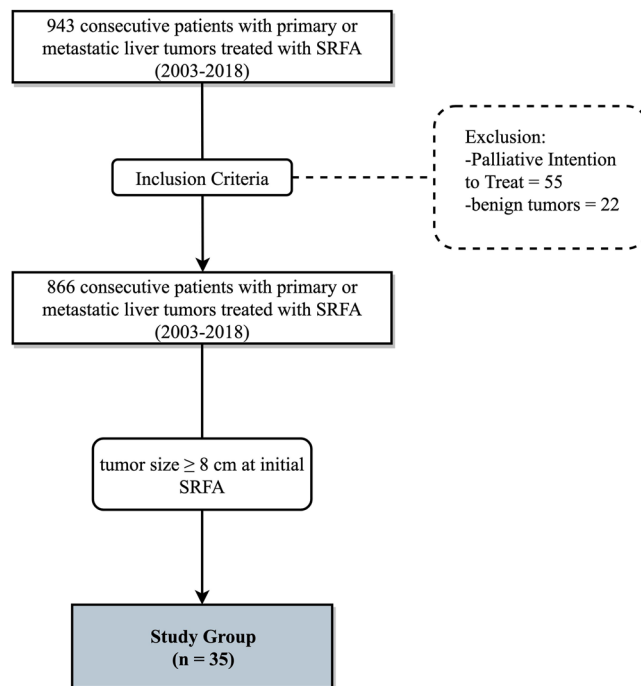 943 consecutive patients with primary or
metastatic liver tumors treated with SRFA
(2003-2018)
Exclusion:
-Palliative Intention
to Treat = 55
-benign tumors = 22
Inclusion Criteria
866 consecutive patients with primary or
metastatic liver tumors treated with SRFA
(2003-2018)
tumor size ≥ 8 cm at initial
SRFA
Study Group
(n = 35)